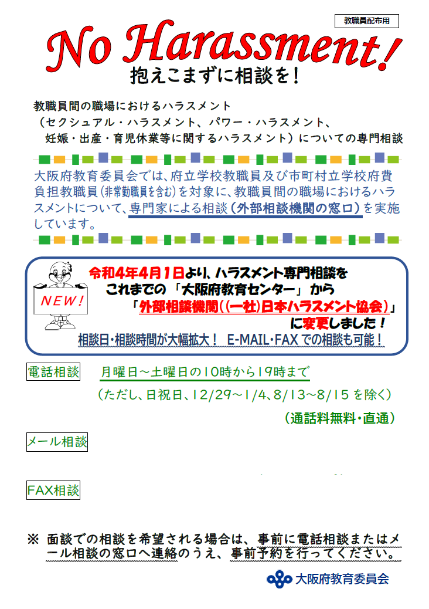 教職員配布用
No Harassment!
抱えこまずに相談を!
教職員間の職場におけるハラスメント
(セクシュアル・ハラスメント、パワー・ハラスメント、
妊娠・出産・育児休業等に関するハラスメント)についての専門相談
大阪府教育委員会では、府立学校教職員及び市町村立学校府費
負担教職員(非常勤職員を含む)を対象に、教職員間の職場におけるハラ
スメントについて、専門家による相談(外部相談機関の窓口)を実施
しています。
NEW!
令和4年4月1日より、ハラスメント専門相談を
これまでの「大阪府教育センター」から
「外部相談機関((一社)日本ハラスメント協会)」
に変更しました!
相談日・相談時間が大幅拡大! E-MAIL・FAXでの相談も可能!
電話相談 月曜日~土曜日の10時から19時まで
(ただし、日祝日、12/29~1/4、8/13~8/15を除く)
(通話料無料・直通)
メール相談
FAX相談
※ 面談での相談を希望される場合は、事前に電話相談またはメ
ール相談の窓口へ連絡のうえ、事前予約を行ってください。
大阪府教育委員会